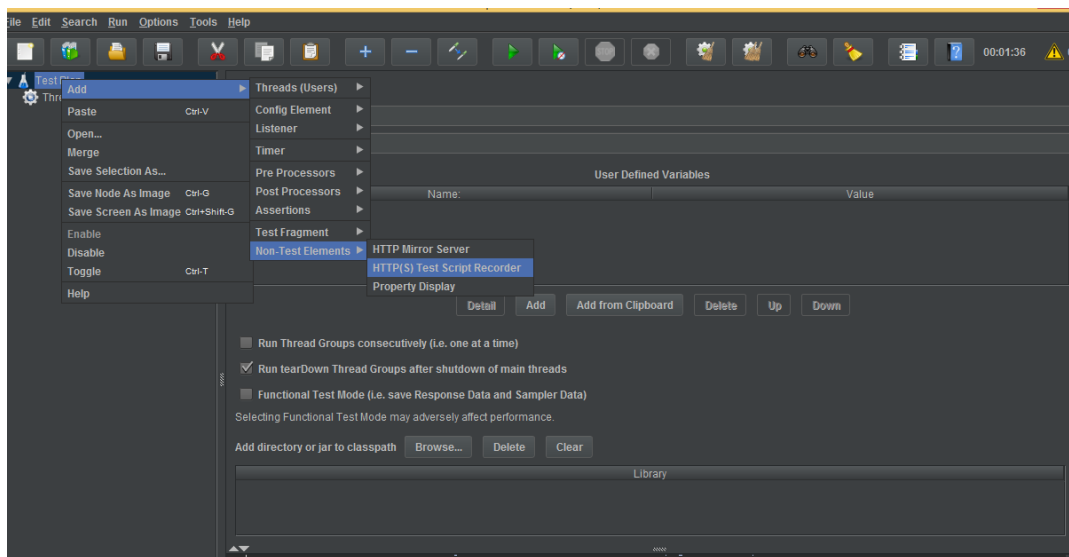 File Edit Search Run Options Tools Help
00:01:36
Test Plan
Add
Paste Ctrl-V
Open...
Merge
Save Selection As...
Save Node As Image Ctrl-G
Save Screen As Image Ctrl+Shift-G
Enable
Disable
Toggle Ctrl-T
Help
Threads (Users)
Config Element
Listener
Timer
Pre Processors
Post Processors
Assertions
Test Fragment
Non-Test Elements
HTTP Mirror Server
HTTP(S) Test Script Recorder
Property Display
User Defined Variables
Name: Value
Detail Add Add from Clipboard Delete Up Down
Run Thread Groups consecutively (i.e. one at a time)
Run tearDown Thread Groups after shutdown of main threads
Functional Test Mode (i.e. save Response Data and Sampler Data)
Selecting Functional Test Mode may adversely affect performance.
Add directory or jar to classpath Browse... Delete Clear
Library